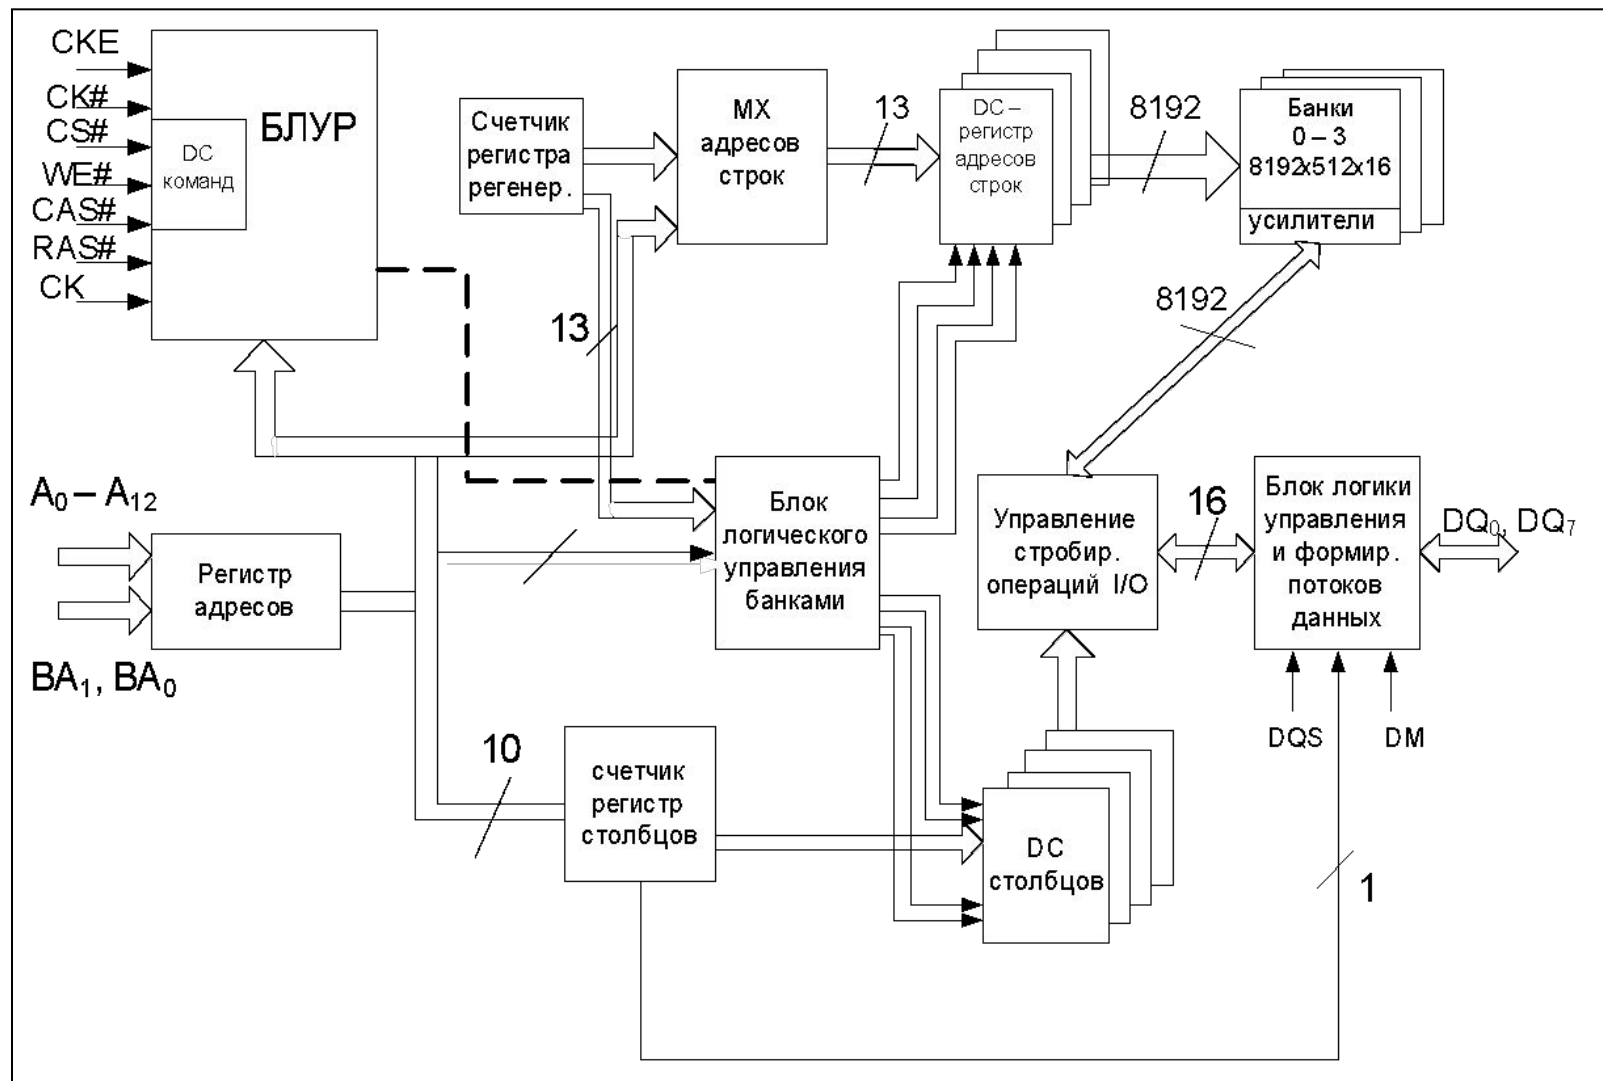 CKE
CK#
CS#
WE#
CAS#
RAS#
CK
БЛУР
DC
команд
Счетчик
регистра
регенер.
MX
адресов
строк
13
DC –
регистр
адресов
строк
8192
Банки
0 – 3
8192x512x16
усилители
13
8192
A0 – A12
Регистр
адресов
BA1, BA0
Блок
логического
управления
банками
Управление
стробир.
операций I/O
16
Блок логики
управления
и формир.
потоков
данных
DQ0, DQ7
DQS
DM
10
счетчик
регистр
столбцов
DC
столбцов
1